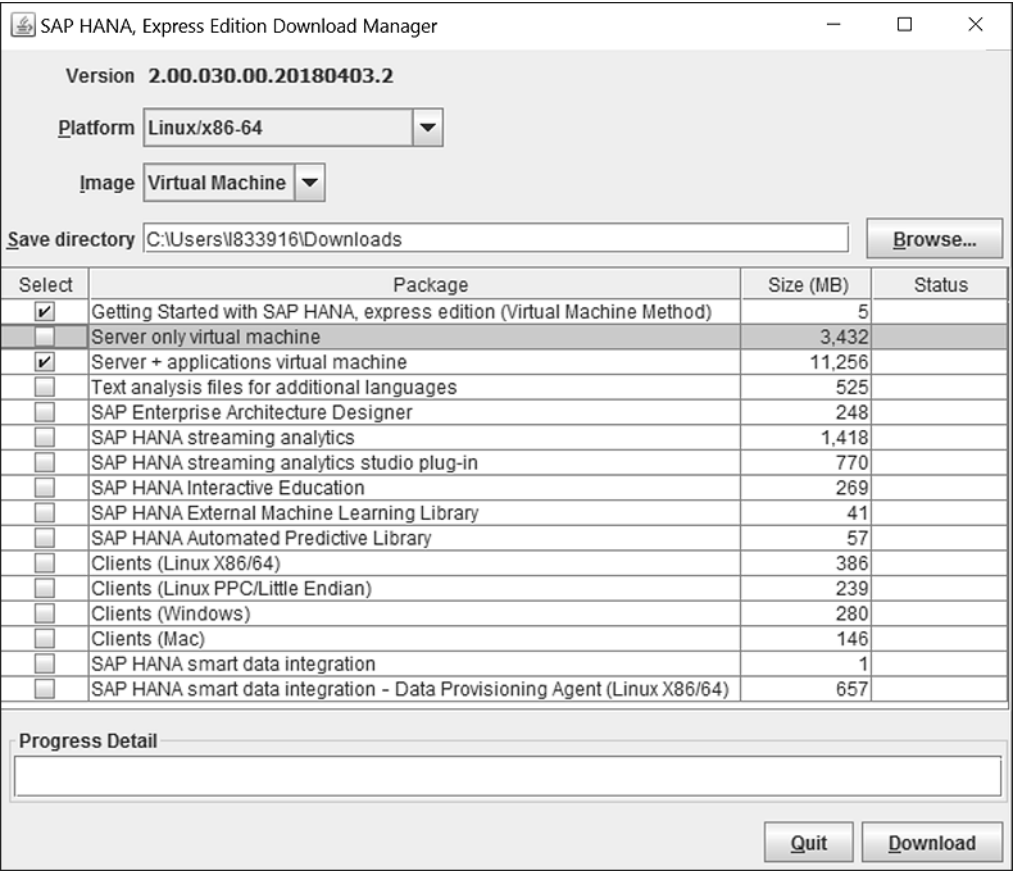 SAP HANA, Express Edition Download Manager
Version 2.00.030.00.20180403.2
Platform Linux/x86-64
Image Virtual Machine
Save directory C:\Users\I833916\Downloads Browse...
Select Package Size (MB) Status
Getting Started with SAP HANA, express edition (Virtual Machine Method) 5
Server only virtual machine 3,432
Server + applications virtual machine 11,256
Text analysis files for additional languages 525
SAP Enterprise Architecture Designer 248
SAP HANA streaming analytics 1,418
SAP HANA streaming analytics studio plug-in 770
SAP HANA Interactive Education 269
SAP HANA External Machine Learning Library 41
SAP HANA Automated Predictive Library 57
Clients (Linux X86/64) 386
Clients (Linux PPC/Little Endian) 239
Clients (Windows) 280
Clients (Mac) 146
SAP HANA smart data integration 1
SAP HANA smart data integration - Data Provisioning Agent (Linux X86/64) 657
Progress Detail
Quit Download